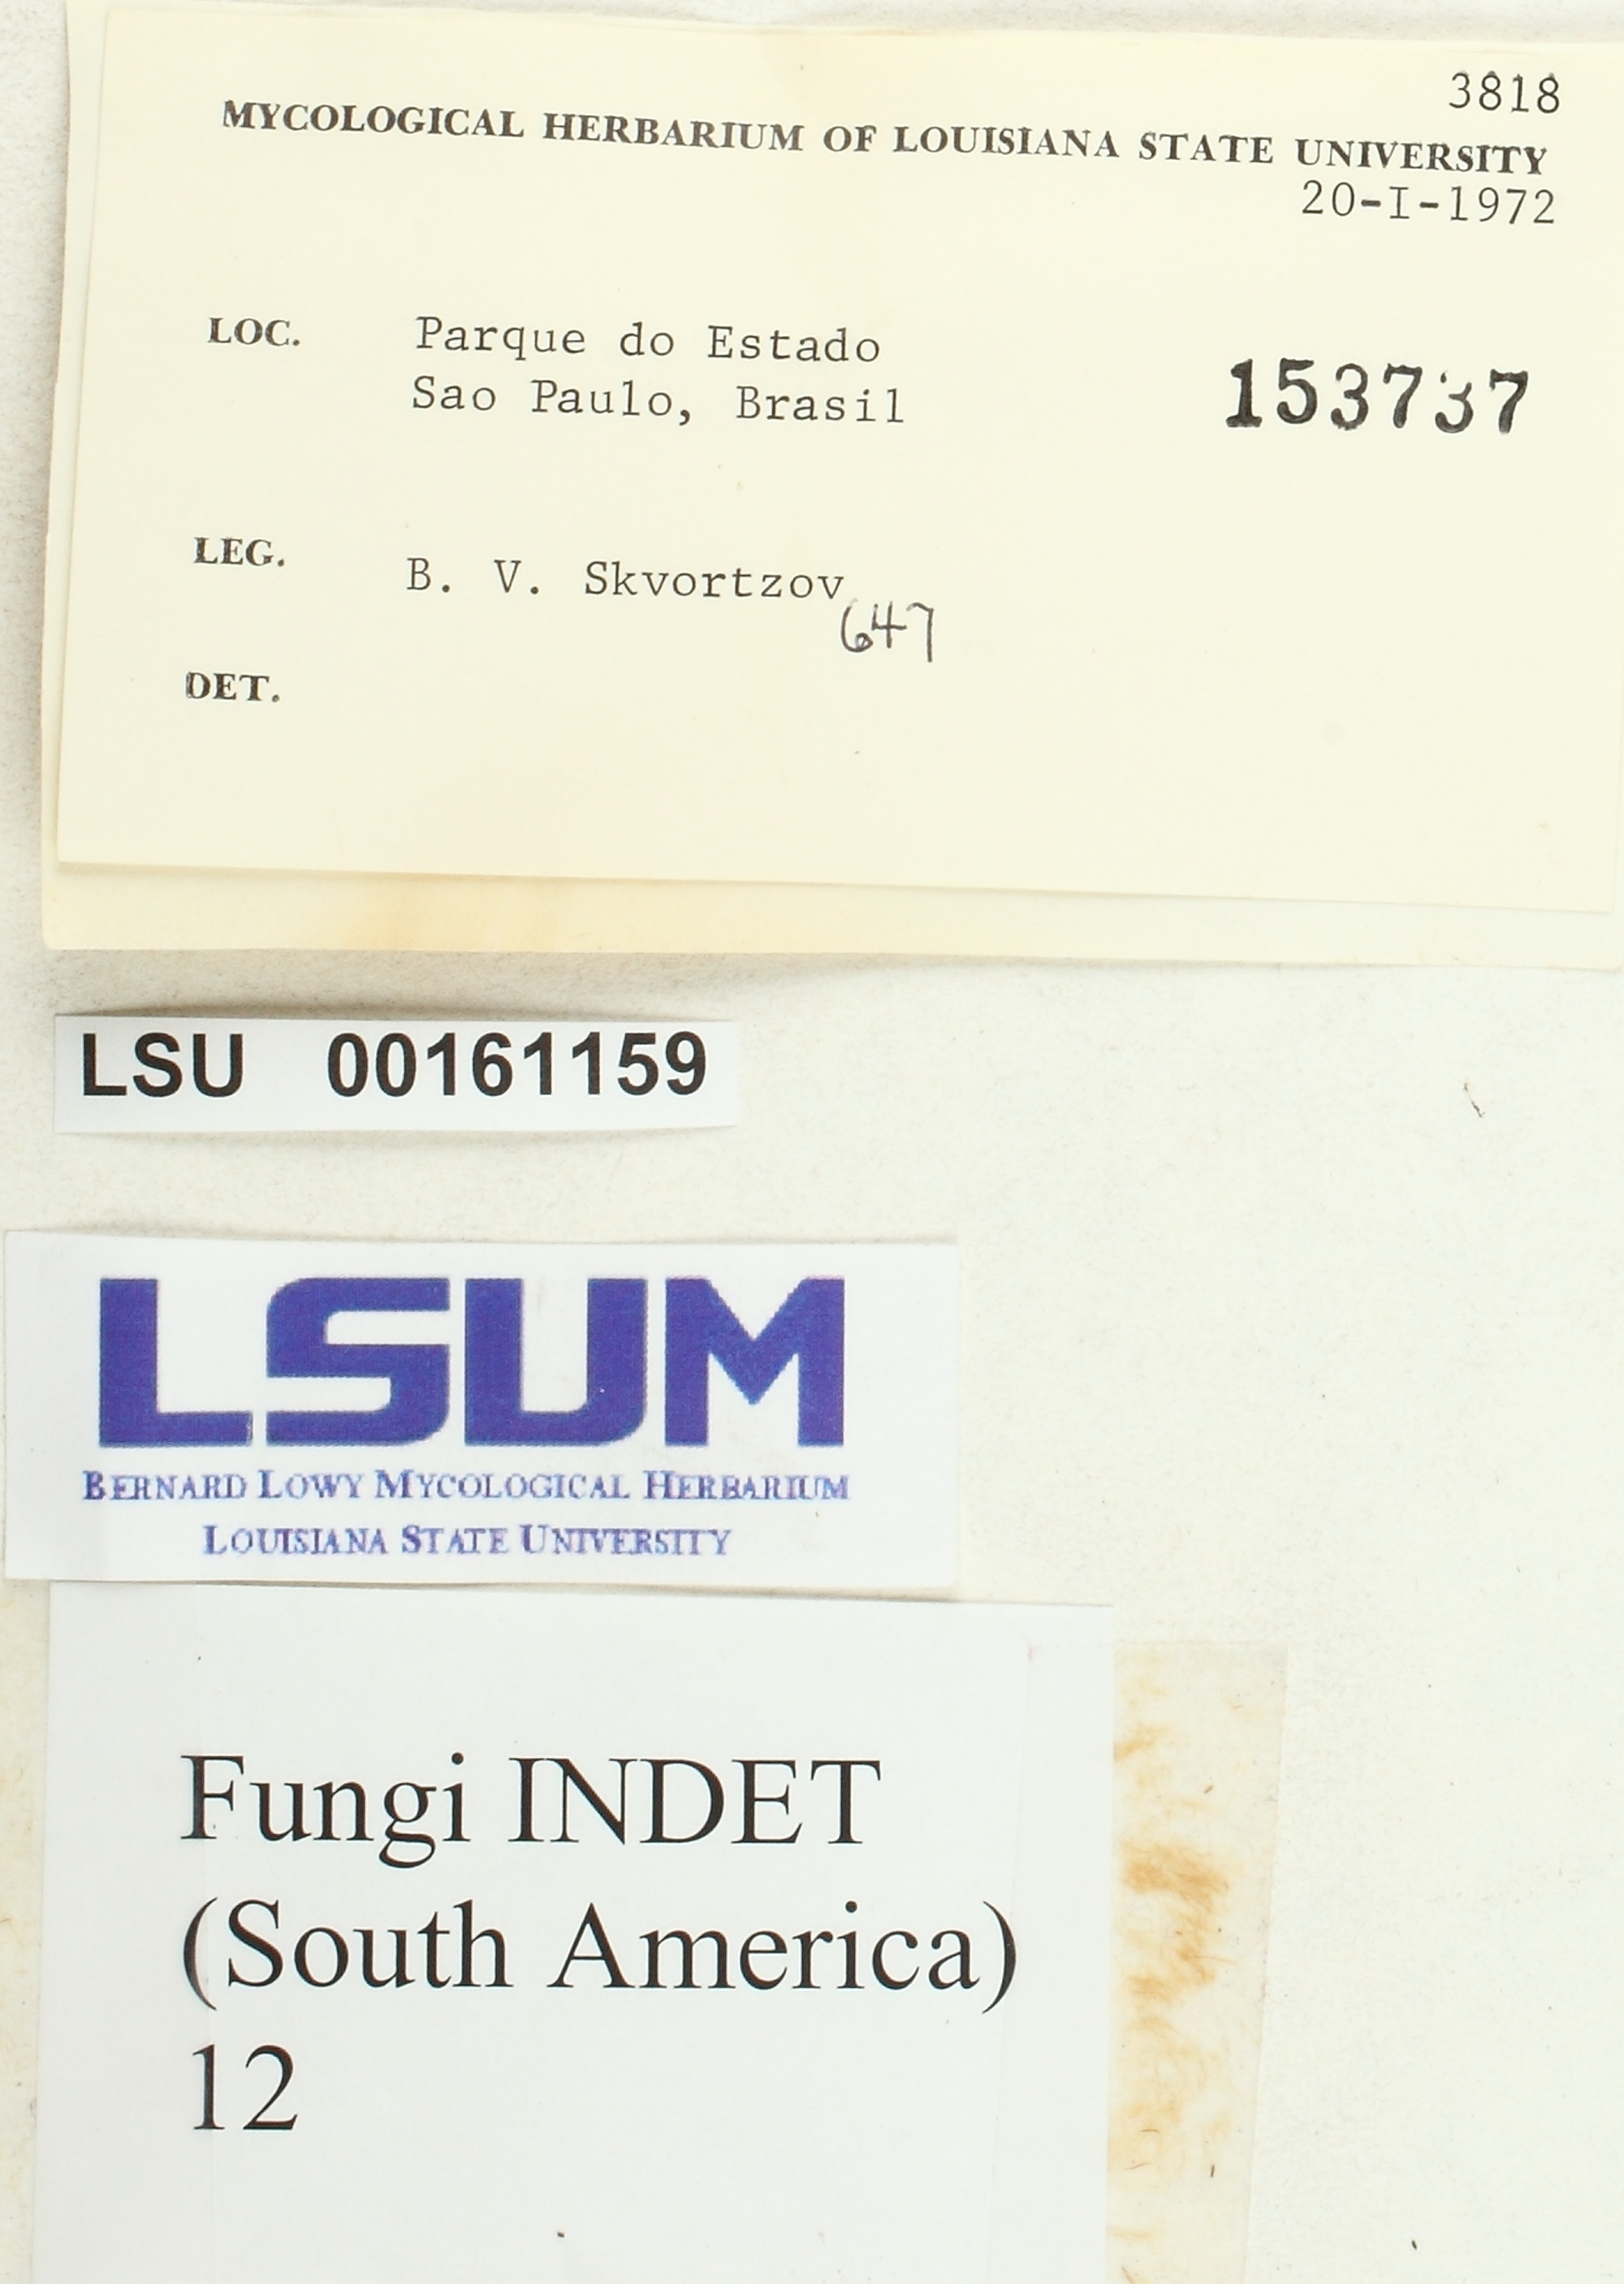 3818
MYCOLOGICAL HERBARIUM OF LOUISIANA STATE UNIVERSITY
20-I-1972
LOC. Parque do Estado
Sao Paulo, Brasil
153737
LEG. B. V. Skvortzov
647
DET.
LSU 00161159
LSUM
BERNARD LOWY MYCOLOGICAL HERBARIUM
LOUISIANA STATE UNIVERSITY
Fungi INDET
(South America)
12